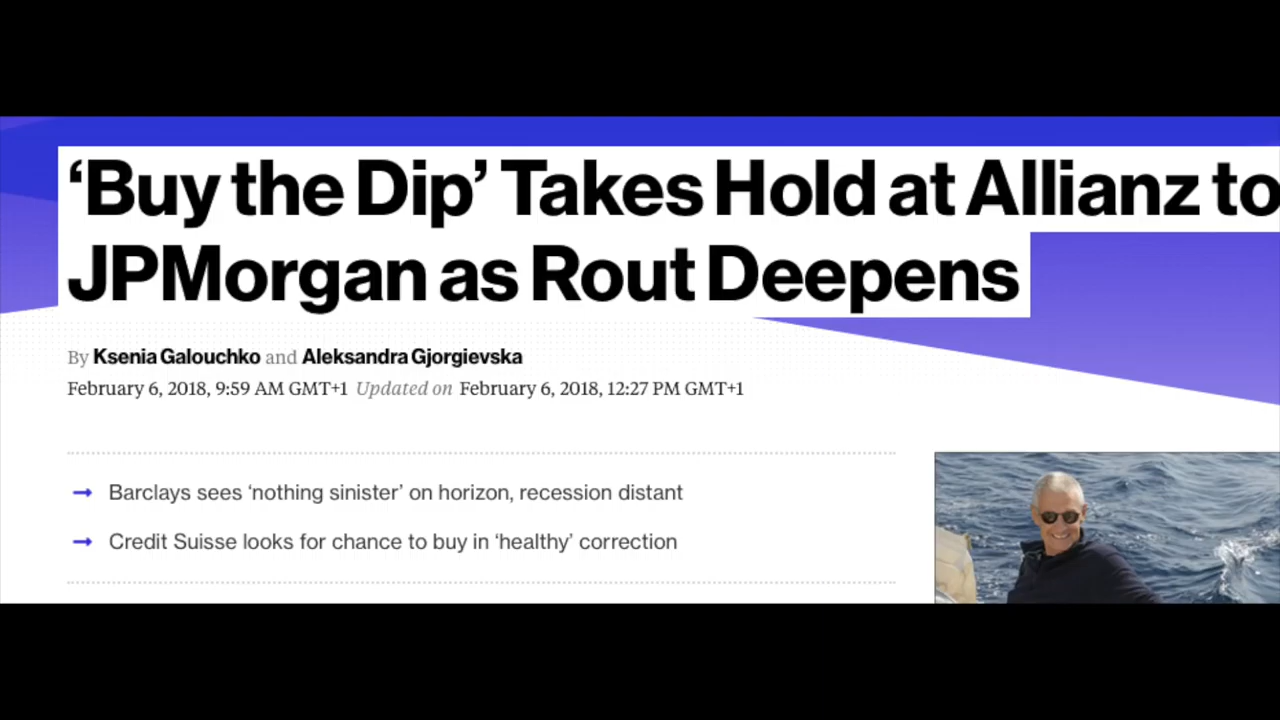 ‘Buy the Dip’ Takes Hold at Allianz to
JPMorgan as Rout Deepens
By Ksenia Galouchko and Aleksandra Gjorgievska
February 6, 2018, 9:59 AM GMT+1 Updated on February 6, 2018, 12:27 PM GMT+1
→ Barclays sees ‘nothing sinister’ on horizon, recession distant
→ Credit Suisse looks for chance to buy in ‘healthy’ correction